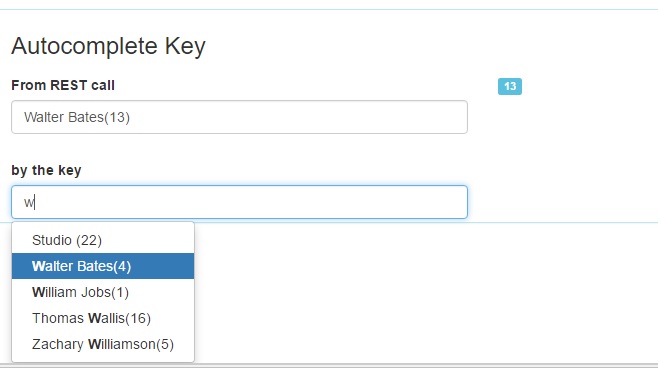 Autocomplete Key
From REST call
13
Walter Bates(13)
by the key
w
Studio (22)
Walter Bates(4)
William Jobs(1)
Thomas Wallis(16)
Zachary Williamson(5)